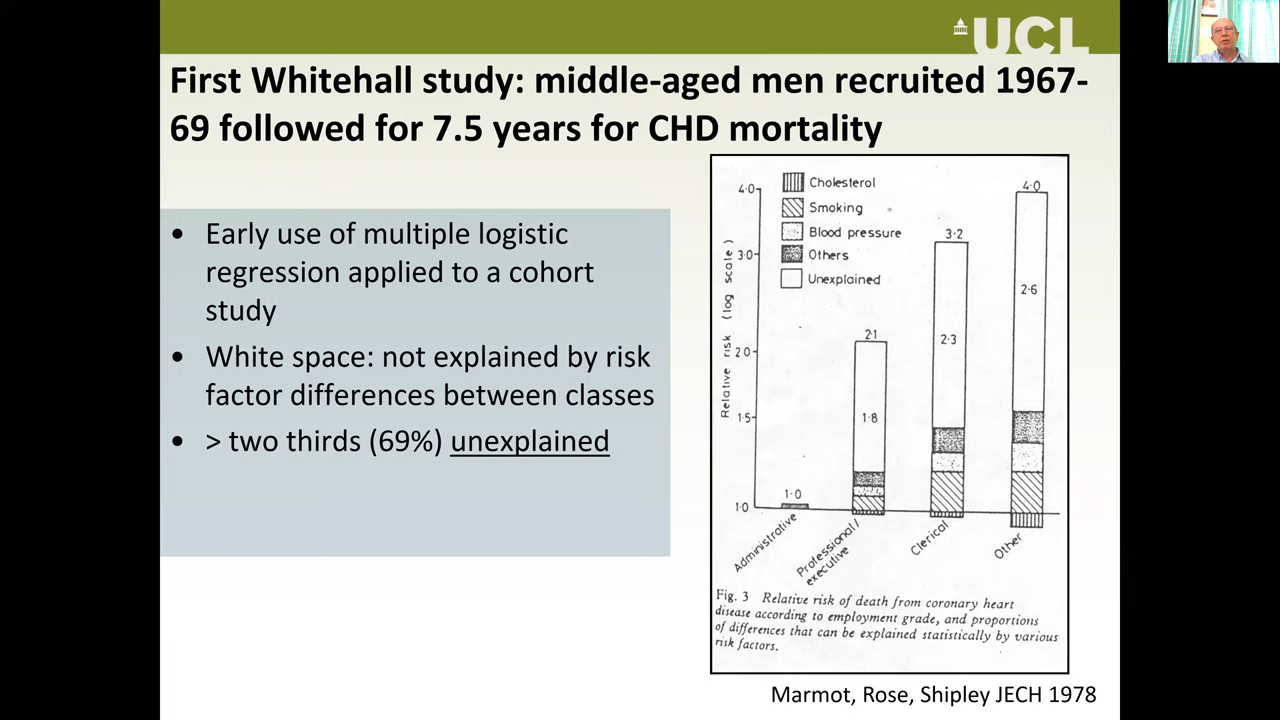 UCL
First Whitehall study: middle-aged men recruited 1967-
69 followed for 7.5 years for CHD mortality
• Early use of multiple logistic
regression applied to a cohort
study
• White space: not explained by risk
factor differences between classes
• > two thirds (69%) unexplained
Cholesterol
Smoking
Blood pressure
Others
Unexplained
Relative risk (log scale)
4.0
3.0
2.0
1.5
1.0
1.0
2.1
1.8
3.2
2.3
4.0
2.6
Administrative
Professional/
executive
Clerical
Other
Fig. 3 Relative risk of death from coronary heart
disease according to employment grade, and proportions
of differences that can be explained statistically by various
risk factors.
Marmot, Rose, Shipley JECH 1978